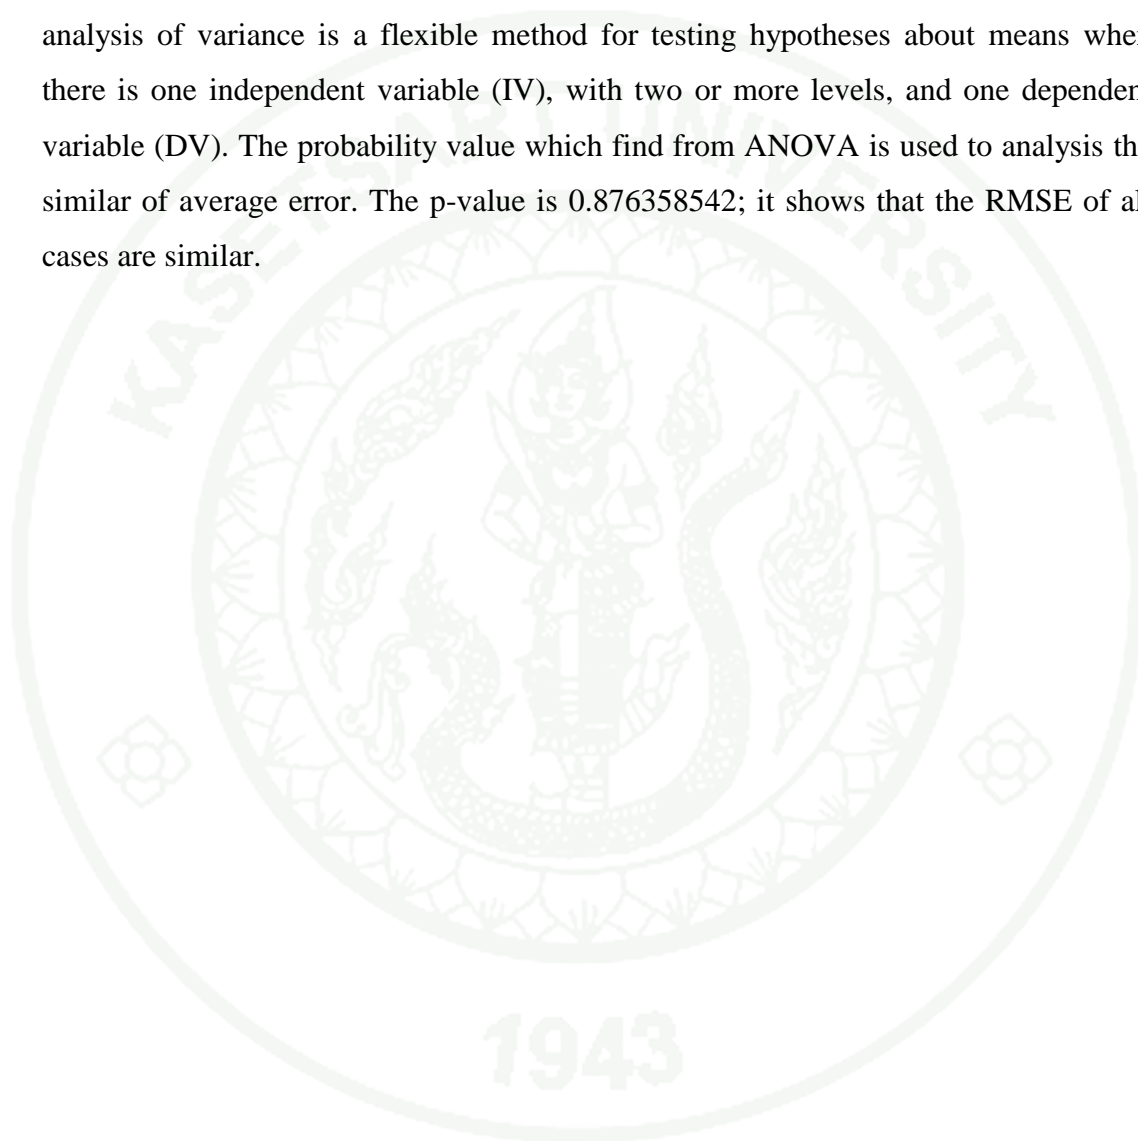 analysis of variance is a flexible method for testing hypotheses about means when
there is one independent variable (IV), with two or more levels, and one dependent
variable (DV). The probability value which find from ANOVA is used to analysis the
similar of average error. The p-value is 0.876358542; it shows that the RMSE of all
cases are similar.
KASETSART UNIVERSITY
1943